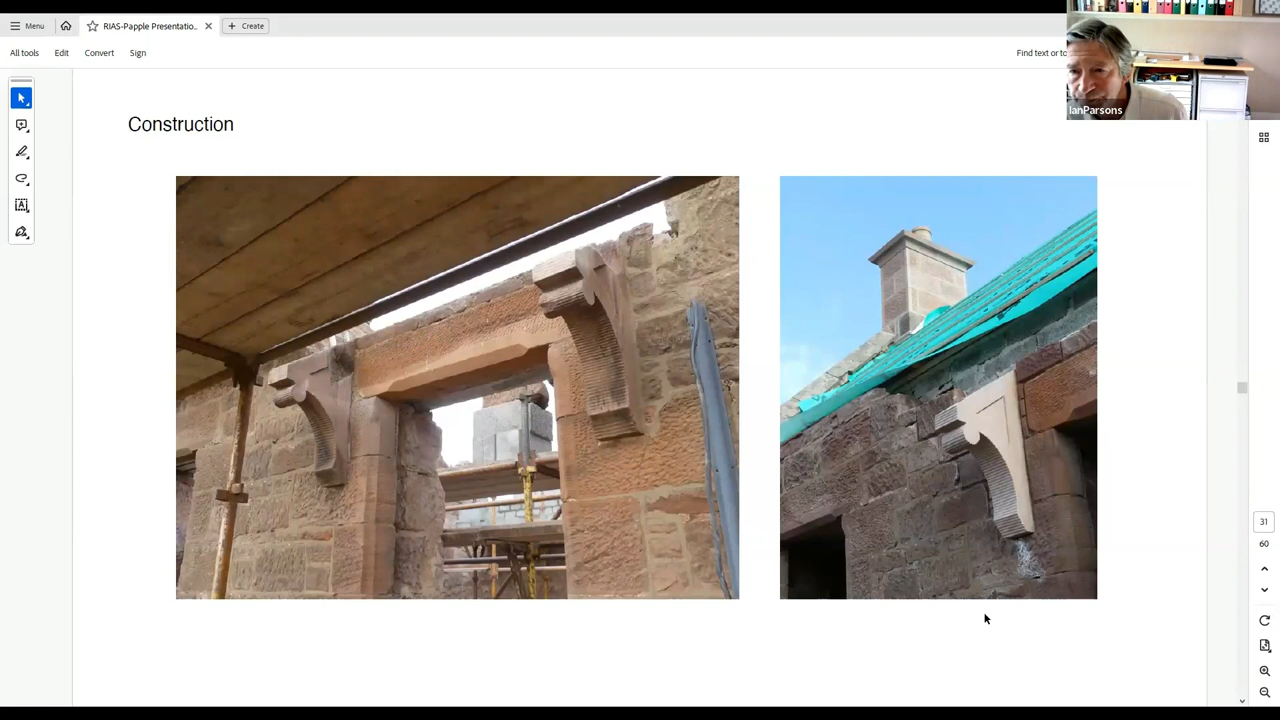 Menu
RIAS-Papple Presentatio...
Create
All tools
Edit
Convert
Sign
Find text or to
IanParsons
Construction
31
60